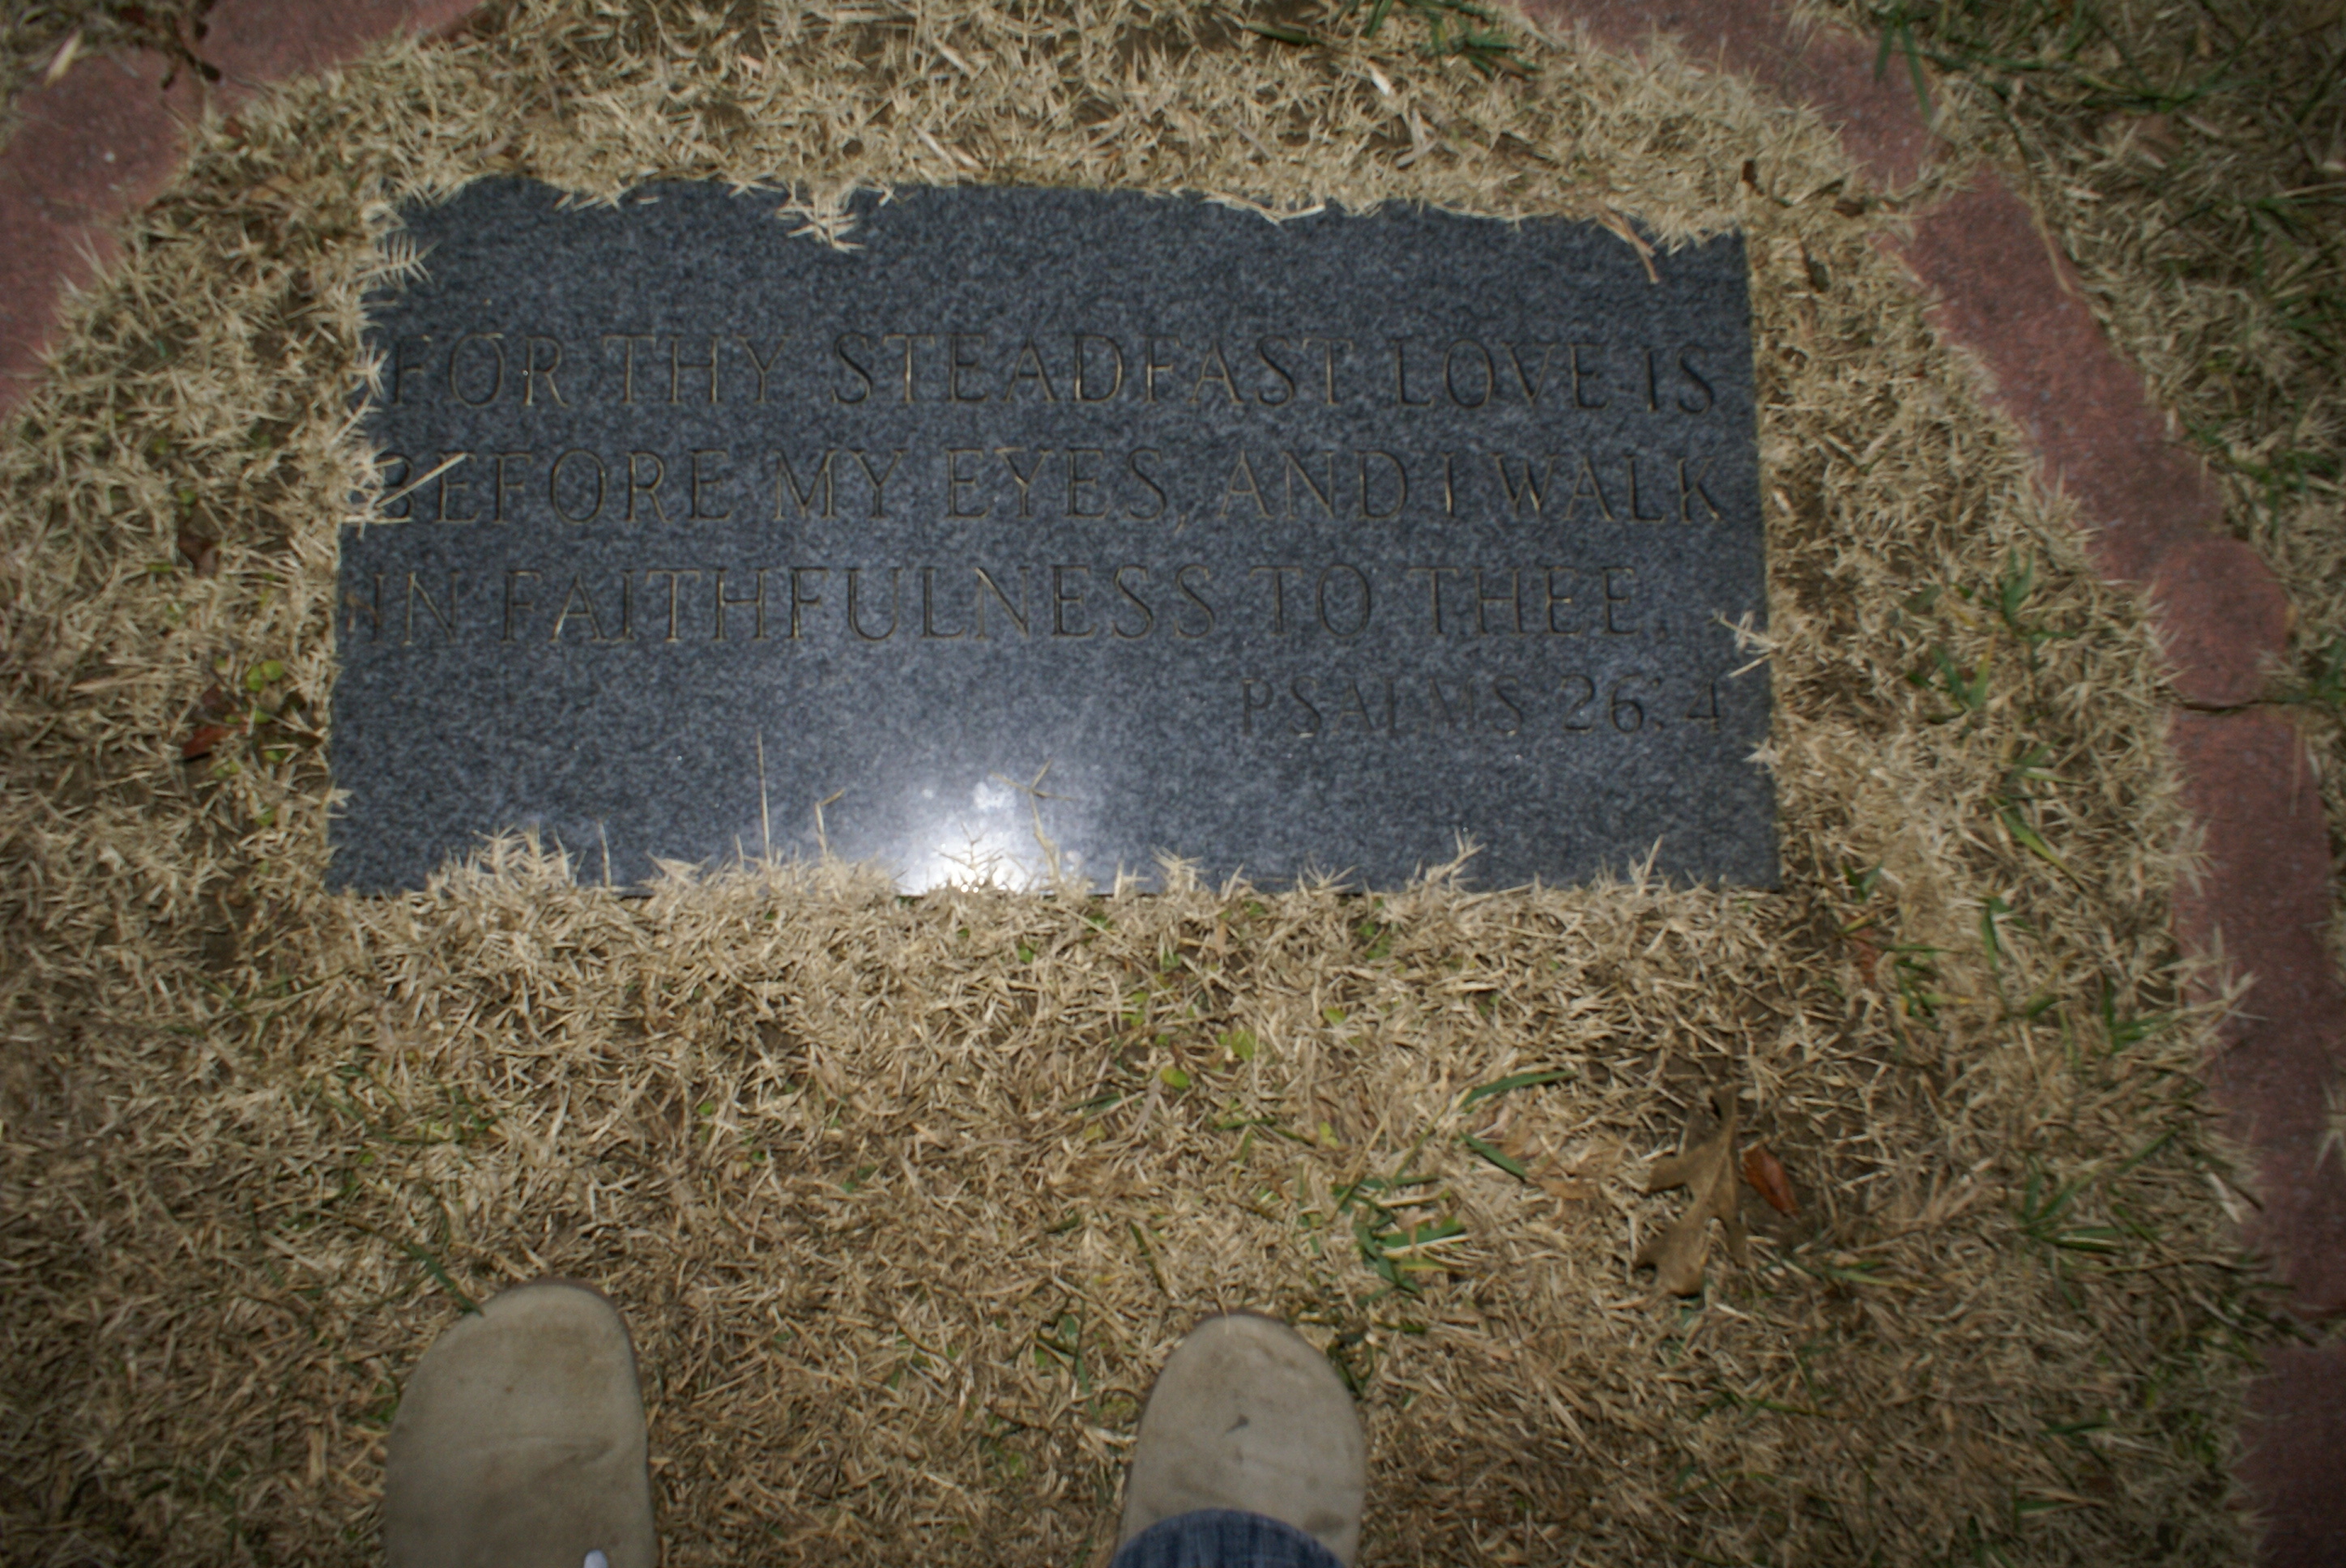 FOR THY STEADFAST LOVE IS
BEFORE MY EYES, AND I WALK
IN FAITHFULNESS TO THEE.
PSALMS 26:4